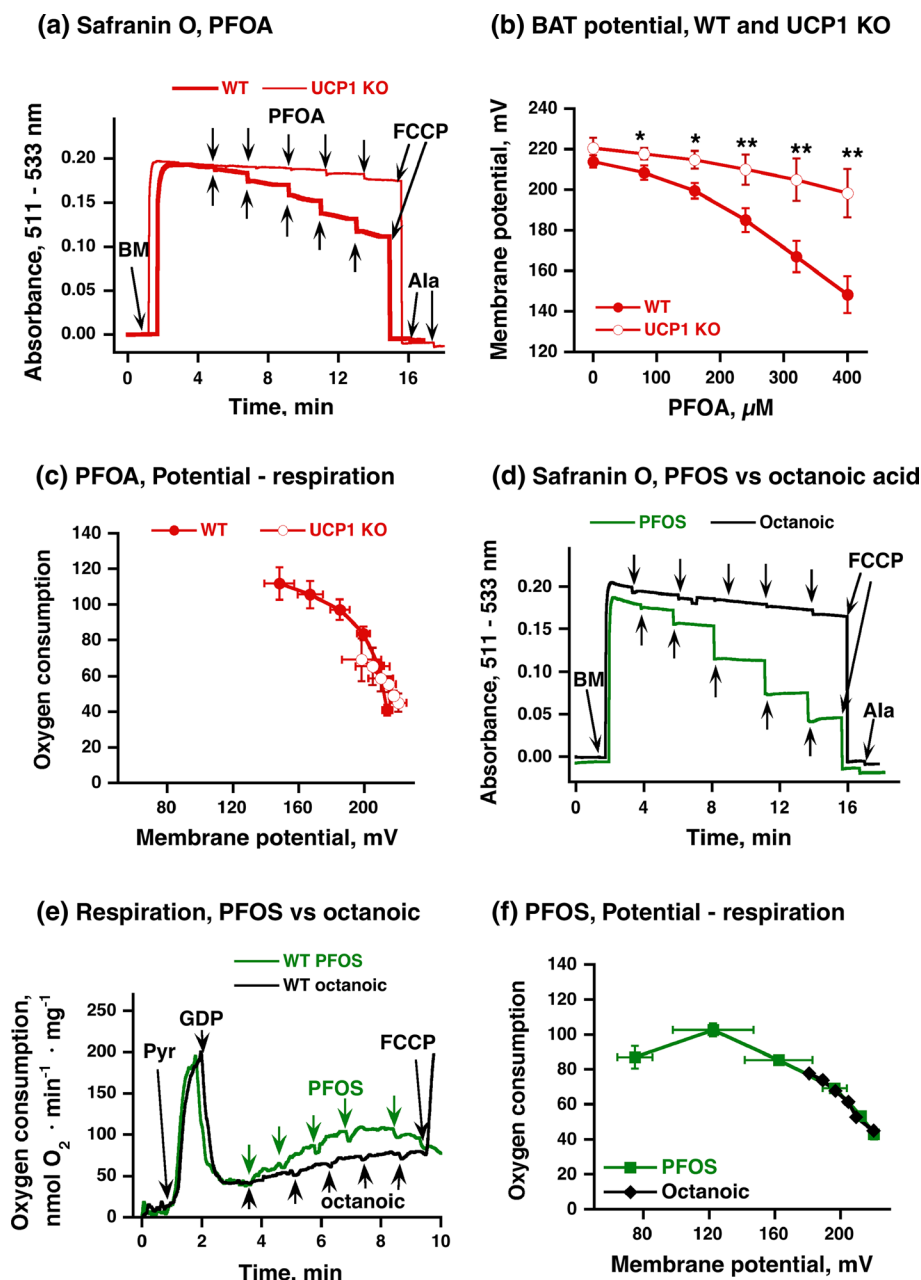 (a) Safranin O, PFOA
WT UCP1 KO
PFOA
FCCP
BM
Ala
Absorbance, 511 - 533 nm
0.20
0.15
0.10
0.05
0.00
0 4 8 12 16
Time, min
(b) BAT potential, WT and UCP1 KO
Membrane potential, mV
220
200
180
160
140
120
* * ** ** **
WT
UCP1 KO
0 100 200 300 400
PFOA, µM
(c) PFOA, Potential - respiration
WT UCP1 KO
Oxygen consumption
140
120
100
80
60
40
20
0
80 120 160 200
Membrane potential, mV
(d) Safranin O, PFOS vs octanoic acid
PFOS Octanoic
FCCP
BM
Ala
Absorbance, 511 - 533 nm
0.20
0.15
0.10
0.05
0.00
0 4 8 12 16
Time, min
(e) Respiration, PFOS vs octanoic
WT PFOS
WT octanoic
Oxygen consumption,
nmol O₂ · min⁻¹ · mg⁻¹
250
200
150
100
50
0
Pyr
GDP
PFOS
FCCP
octanoic
0 2 4 6 8 10
Time, min
(f) PFOS, Potential - respiration
Oxygen consumption
140
120
100
80
60
40
20
0
PFOS
Octanoic
80 120 160 200
Membrane potential, mV